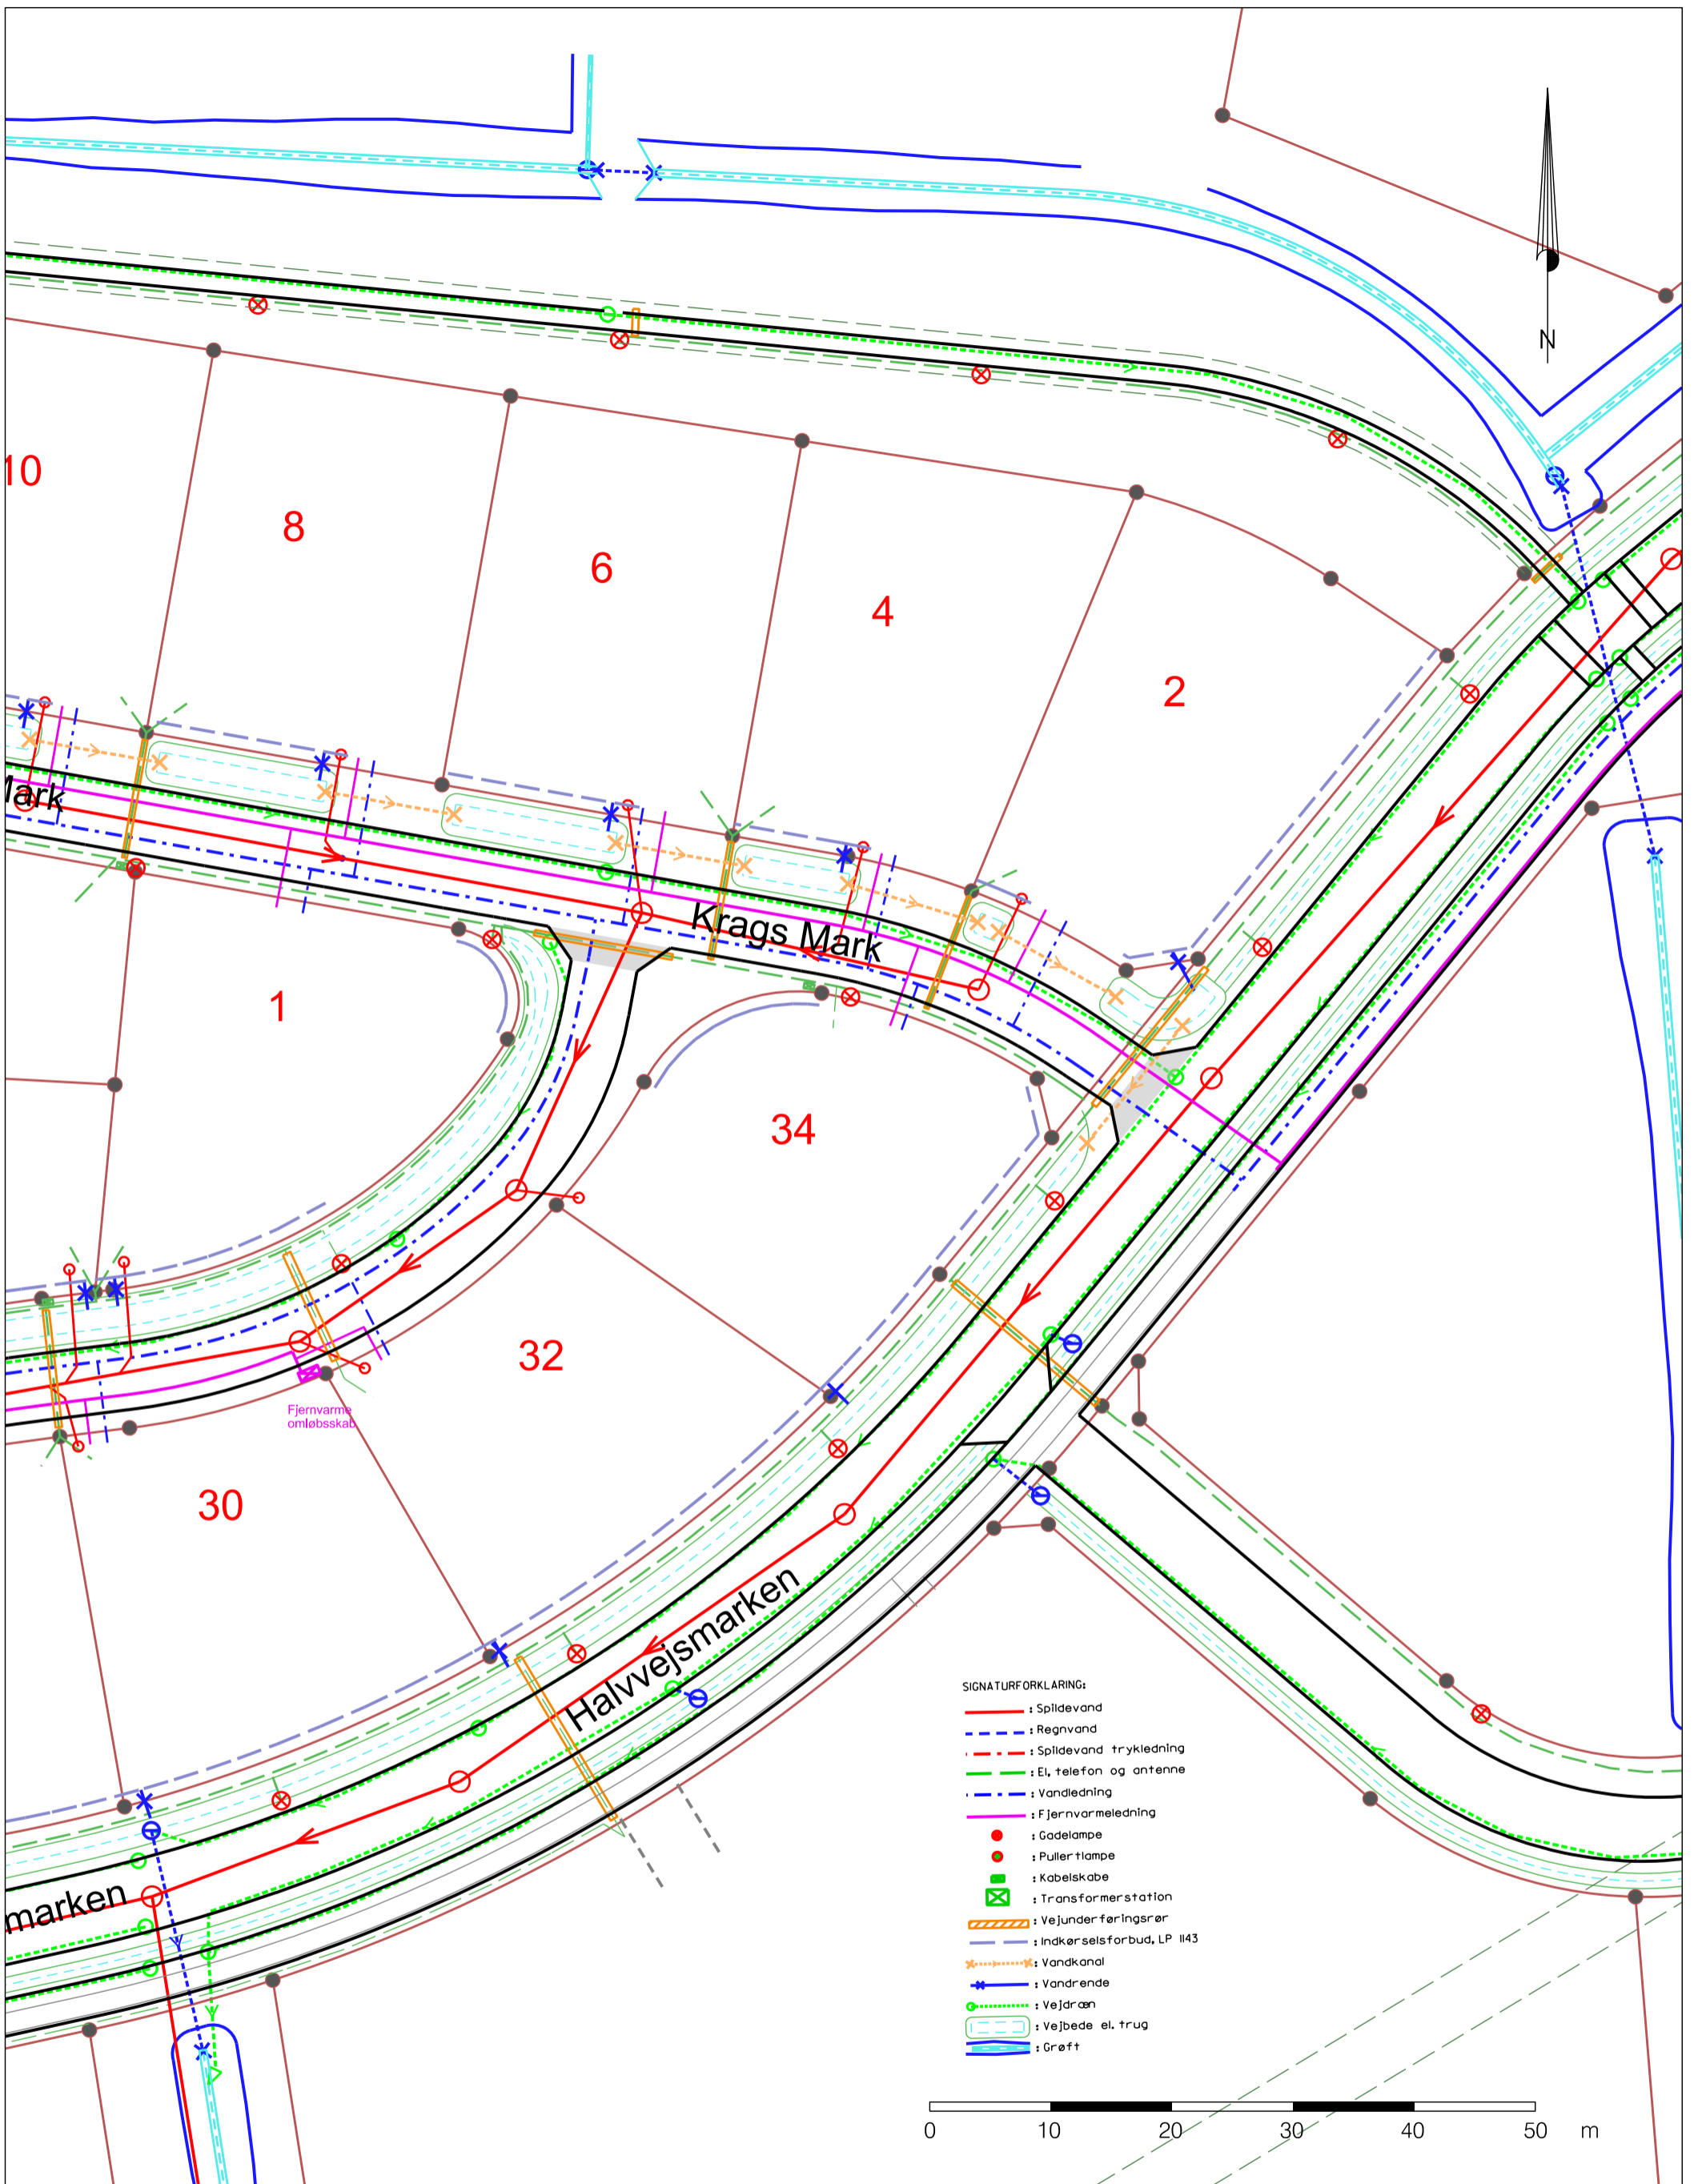 N
10
8
6
4
2
Mark
Krags Mark
1
34
32
Fjernvarme
omløbsskab
30
Halvvejsmarken
marken
SIGNATURFORKLARING:
: Spildevand
: Regnvand
: Spildevand trykledning
: El, telefon og antenne
: Vandledning
: Fjernvarmeledning
: Gadelampe
: Pullertlampe
: Kabelskabe
: Transformerstation
: Vejunderføringsrør
: Indkørselsforbud, LP 1143
: Vandkanal
: Vandrende
: Vejdræn
: Vejbede el. trug
: Grøft
0 10 20 30 40 50 m